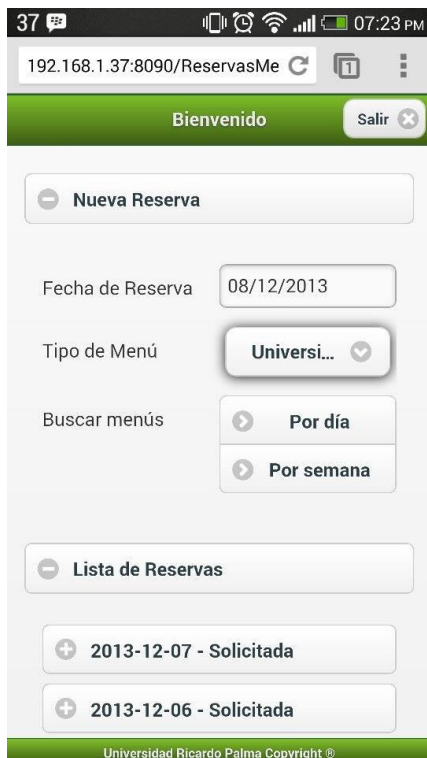 37 07:23 PM
192.168.1.37:8090/ReservasMe 1
Bienvenido Salir
Nueva Reserva
Fecha de Reserva 08/12/2013
Tipo de Menú Universi...
Buscar menús Por día
Por semana
Lista de Reservas
2013-12-07 - Solicitada
2013-12-06 - Solicitada
Universidad Ricardo Palma Copyright ®